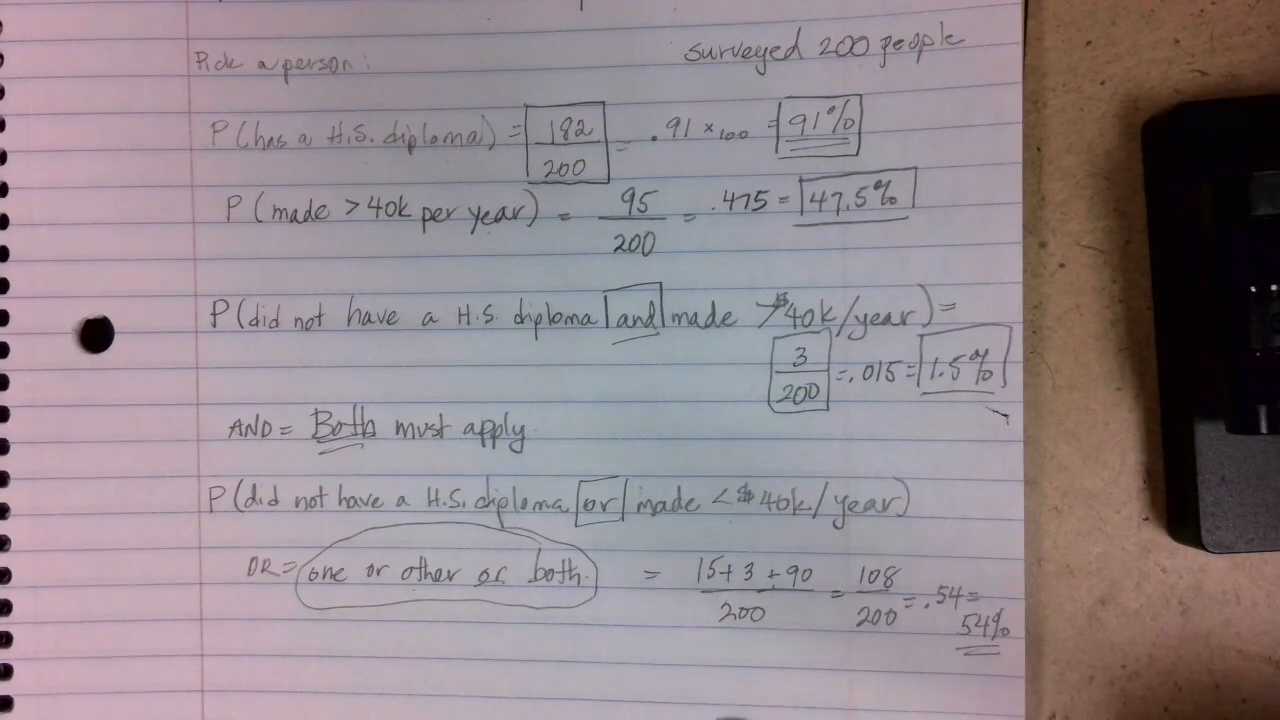 surveyed 200 people
Pick a person:
P(has a H.S. diploma) = 182/200 = .91 x 100 = 91%
P(made >40k per year) = 95/200 = .475 = 47.5%
P(did not have a H.S. diploma and made >$40k/year) =
3/200 = .015 = 1.5%
AND = Both must apply.
P(did not have a H.S. diploma or made <$40k/year)
OR = one or other or both. = 15+3+90/200 = 108/200 = .54 =
54%